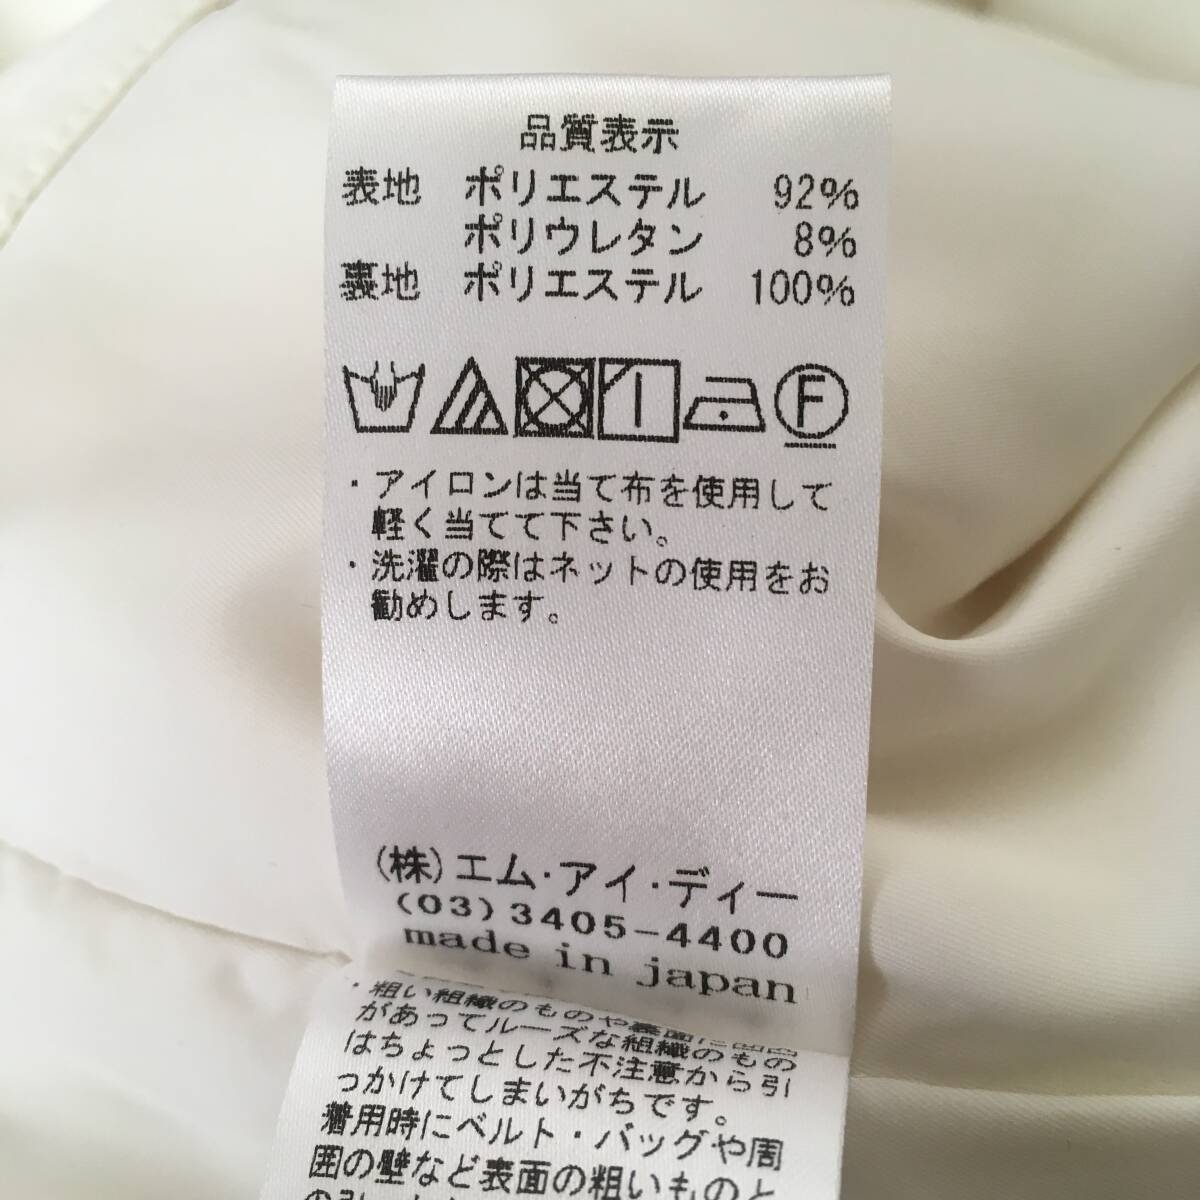 品質表示
表地 ポリエステル 92%
ポリウレタン 8%
裏地 ポリエステル 100%
F
・アイロンは当て布を使用して
軽く当てて下さい。
・洗濯の際はネットの使用をお
勧めします。
(株)エム・アイ・ディー
(03)3405-4400
made in japan
・粗い組織のものや表面に凹凸
があってルーズな組織のもの
はちょっとした不注意から引
っかけてしまいがちです。
着用時にベルト・バッグや周
囲の壁など表面の粗いものと
の引